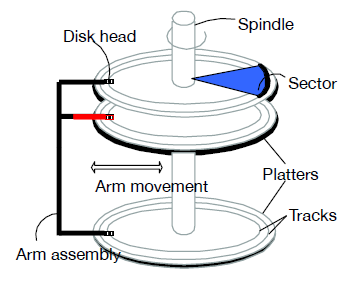 Spindle
Disk head
Sector
Arm movement
Platters
Tracks
Arm assembly